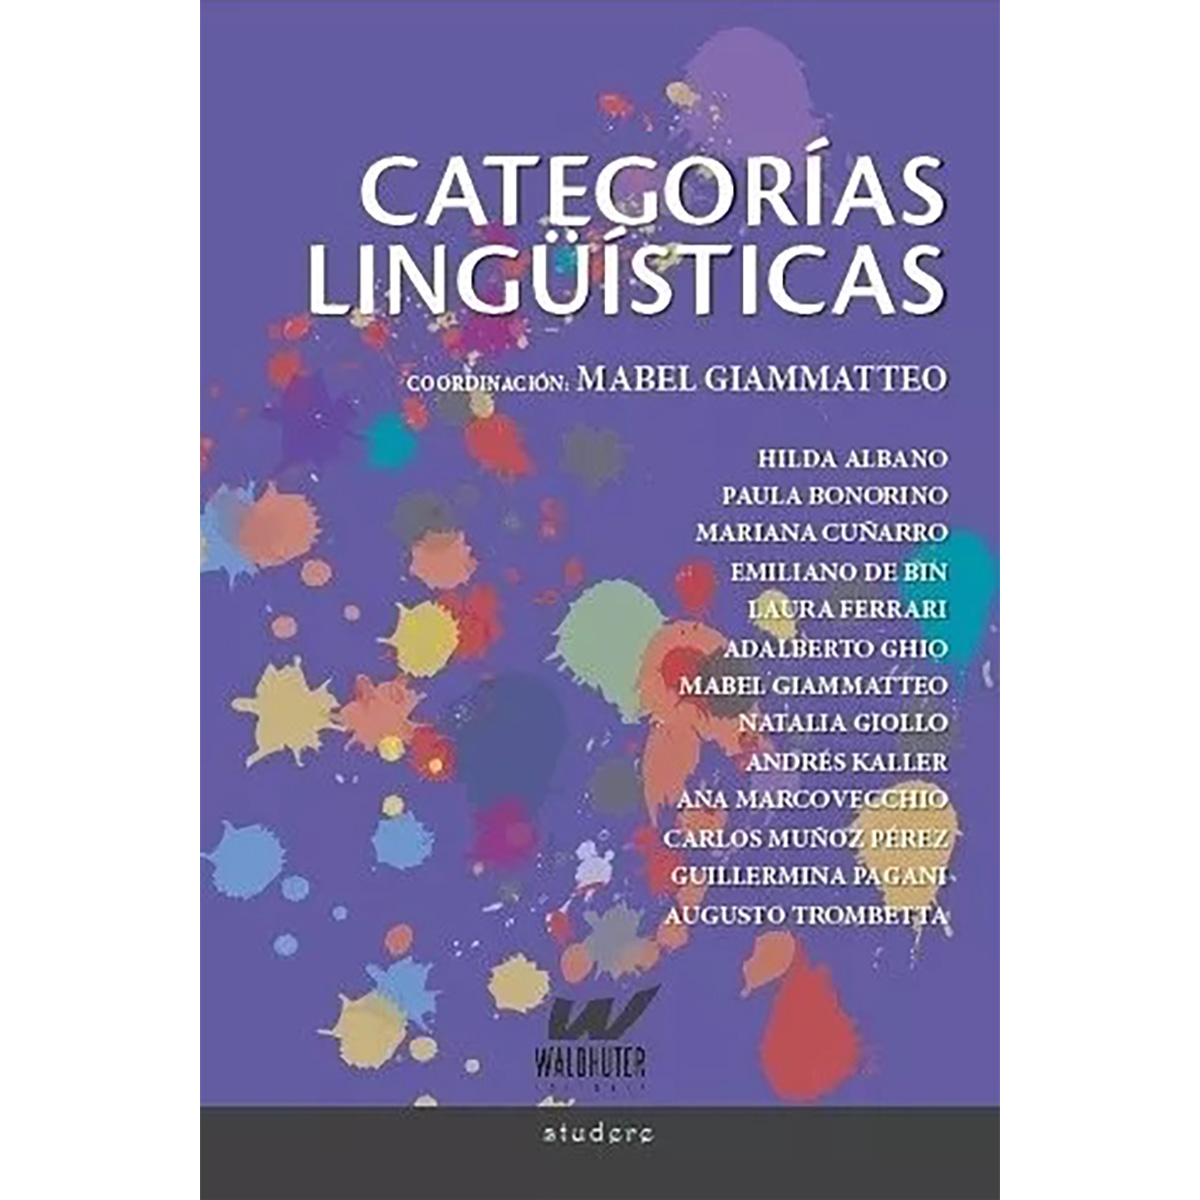 CATEGORÍAS
LINGÜÍSTICAS
COORDINACIÓN: MABEL GIAMMATTEO
HILDA ALBANO
PAULA BONORINO
MARIANA CUÑARRO
EMILIANO DE BIN
LAURA FERRARI
ADALBERTO GHIO
MABEL GIAMMATTEO
NATALIA GIOLLO
ANDRÉS KALLER
ANA MARCOVECCHIO
CARLOS MUÑOZ PÉREZ
GUILLERMINA PAGANI
AUGUSTO TROMBETTA
W
WALDHUTER
studere